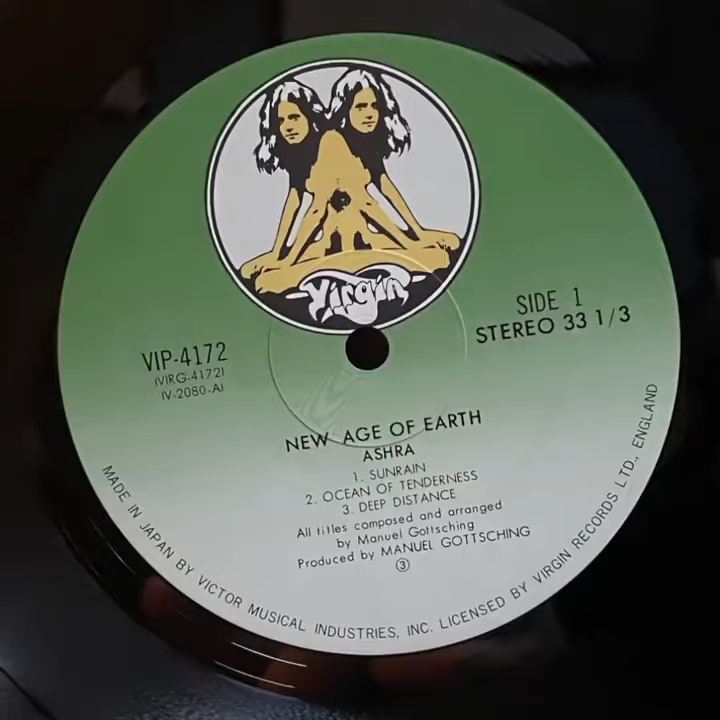 Virgin
SIDE 1
STEREO 33 1/3
VIP-4172
(VIRG-4172)
(V-2080-A)
NEW AGE OF EARTH
ASHRA
1. SUNRAIN
2. OCEAN OF TENDERNESS
3. DEEP DISTANCE
All titles composed and arranged
by Manuel Gottsching
Produced by MANUEL GOTTSCHING
③
MADE IN JAPAN BY VICTOR MUSICAL INDUSTRIES, INC. LICENSED BY VIRGIN RECORDS LTD., ENGLAND